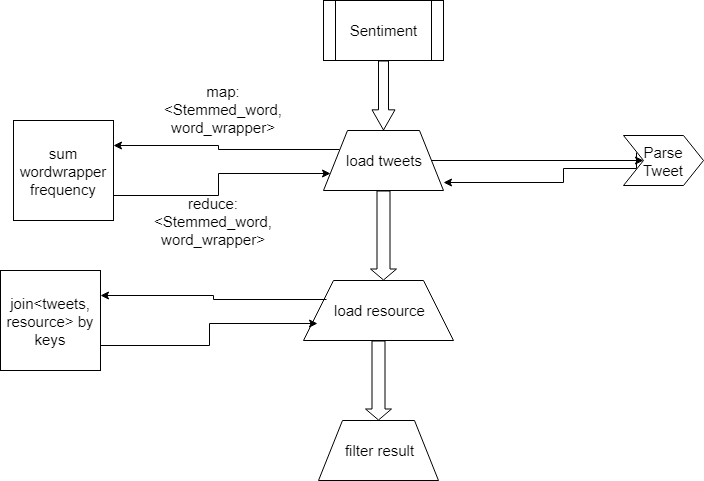 Sentiment
map:
<Stemmed_word,
word_wrapper>
sum
wordwrapper
frequency
load tweets
Parse
Tweet
reduce:
<Stemmed_word,
word_wrapper>
join<tweets,
resource> by
keys
load resource
filter result